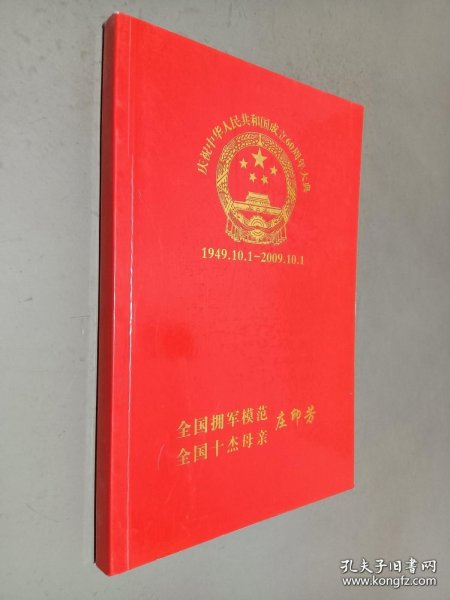 庆祝中华人民共和国成立60周年大典
1949.10.1-2009.10.1
全国拥军模范
全国十杰母亲
庄印芳
孔夫子旧书网
www.kongfz.com